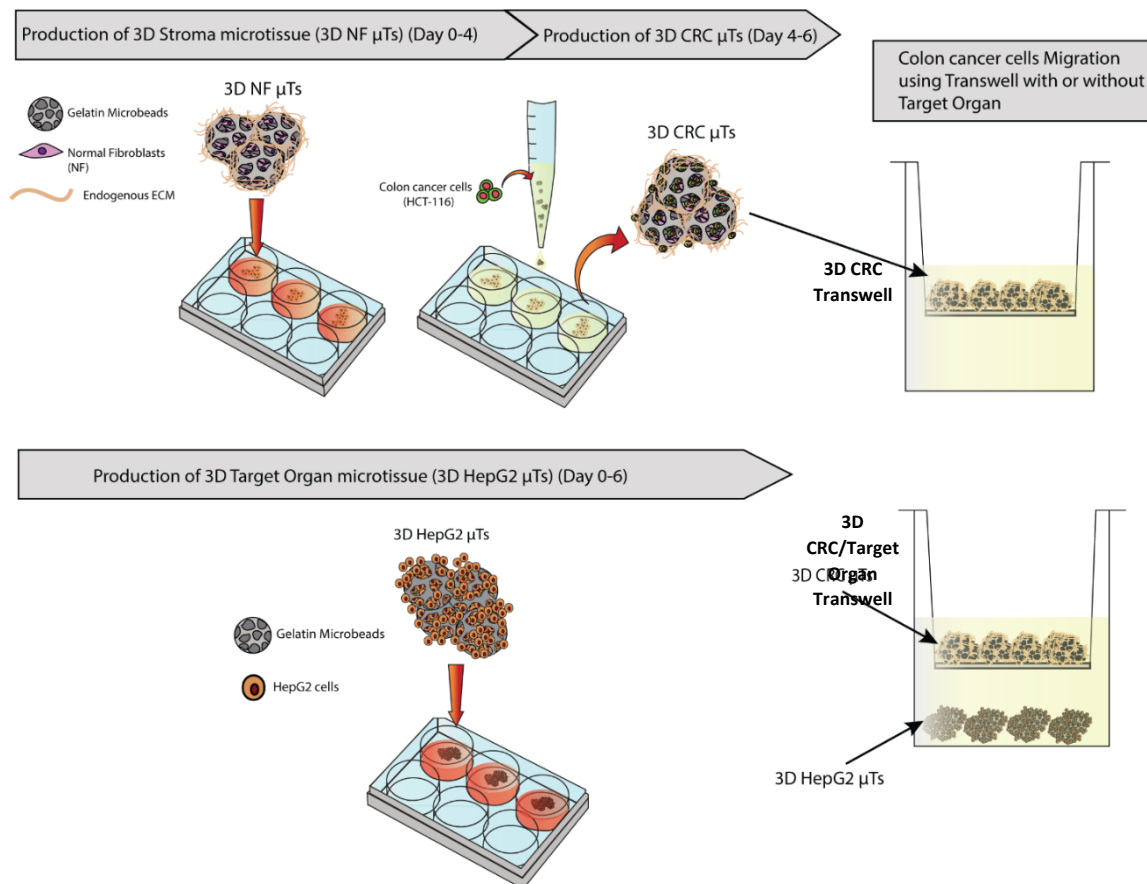 Production of 3D Stroma microtissue (3D NF μTs) (Day 0-4)
Production of 3D CRC μTs (Day 4-6)
Colon cancer cells Migration
using Transwell with or without
Target Organ
3D NF μTs
Gelatin Microbeads
Normal Fibroblasts
(NF)
Endogenous ECM
Colon cancer cells
(HCT-116)
3D CRC μTs
3D CRC
Transwell
Production of 3D Target Organ microtissue (3D HepG2 μTs) (Day 0-6)
3D HepG2 μTs
Gelatin Microbeads
HepG2 cells
3D
CRC/Target
Organ
Transwell
3D CRC μTs
3D HepG2 μTs